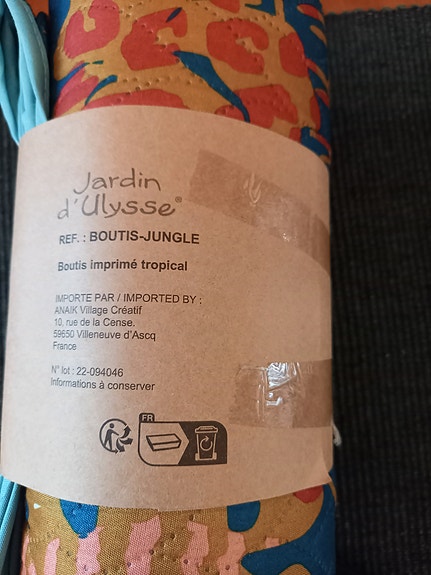 Jardin
d'Ulysse®
REF. : BOUTIS-JUNGLE
Boutis imprimé tropical
IMPORTE PAR / IMPORTED BY :
ANAIK Village Créatif
10, rue de la Cense.
59650 Villeneuve d'Ascq
France
N° lot : 22-094046
Informations à conserver
FR